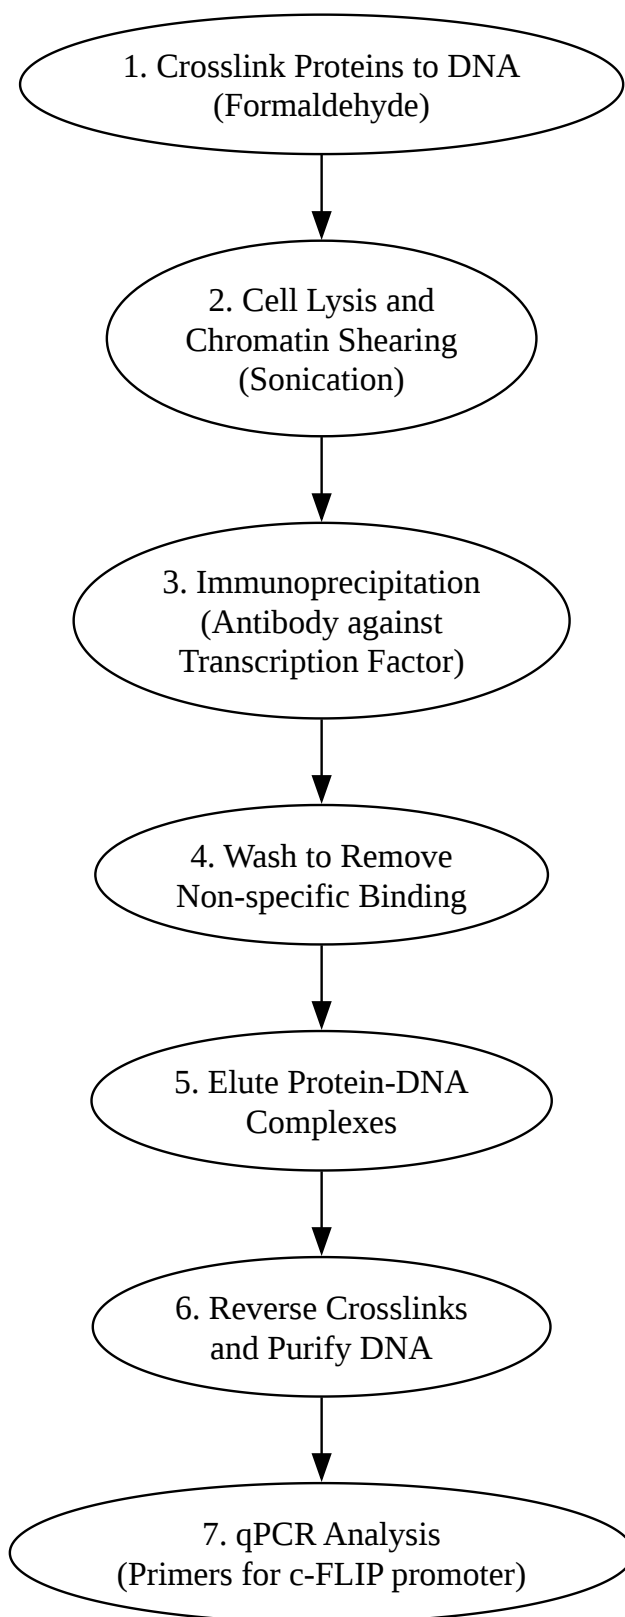 1. Crosslink Proteins to DNA
(Formaldehyde)
2. Cell Lysis and
Chromatin Shearing
(Sonication)
3. Immunoprecipitation
(Antibody against
Transcription Factor)
4. Wash to Remove
Non-specific Binding
5. Elute Protein-DNA
Complexes
6. Reverse Crosslinks
and Purify DNA
7. qPCR Analysis
(Primers for c-FLIP promoter)